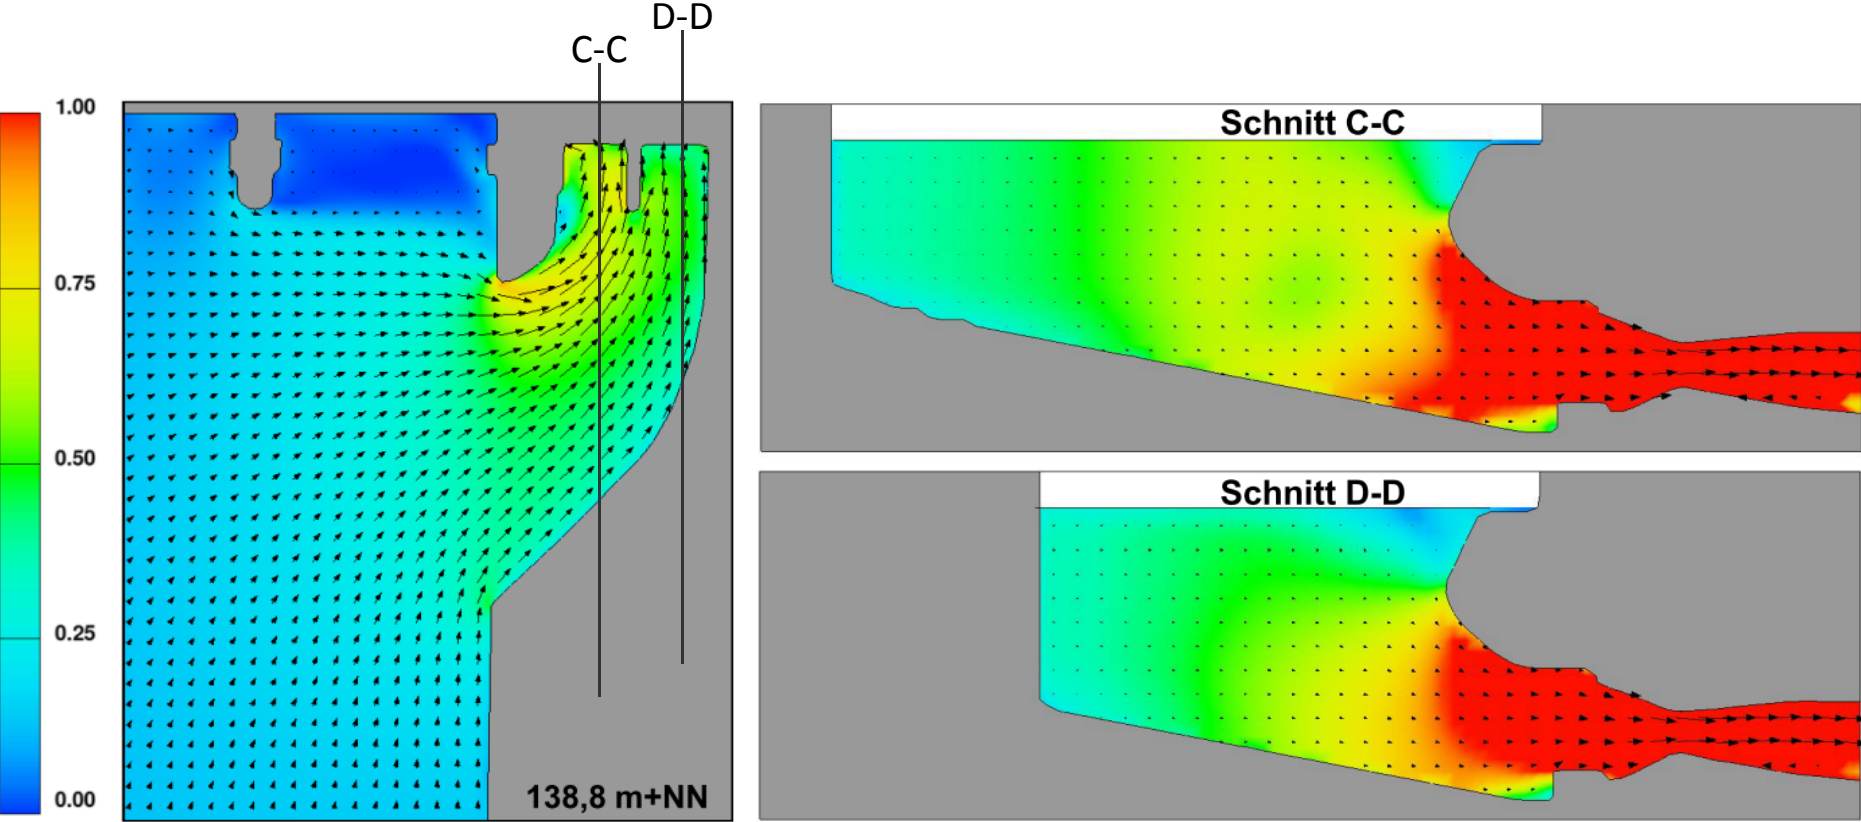 D-D
C-C
1.00
0.75
0.50
0.25
0.00
138,8 m+NN
Schnitt C-C
Schnitt D-D